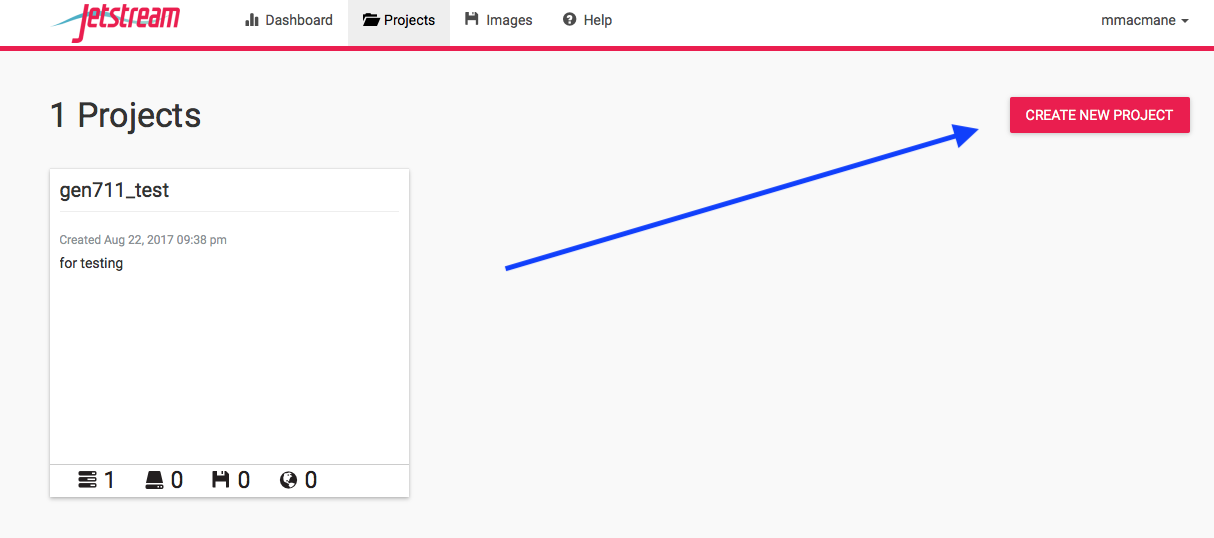 Jetstream Dashboard Projects Images Help mmacmane
1 Projects
CREATE NEW PROJECT
gen711_test
Created Aug 22, 2017 09:38 pm
for testing
1 0 0 0